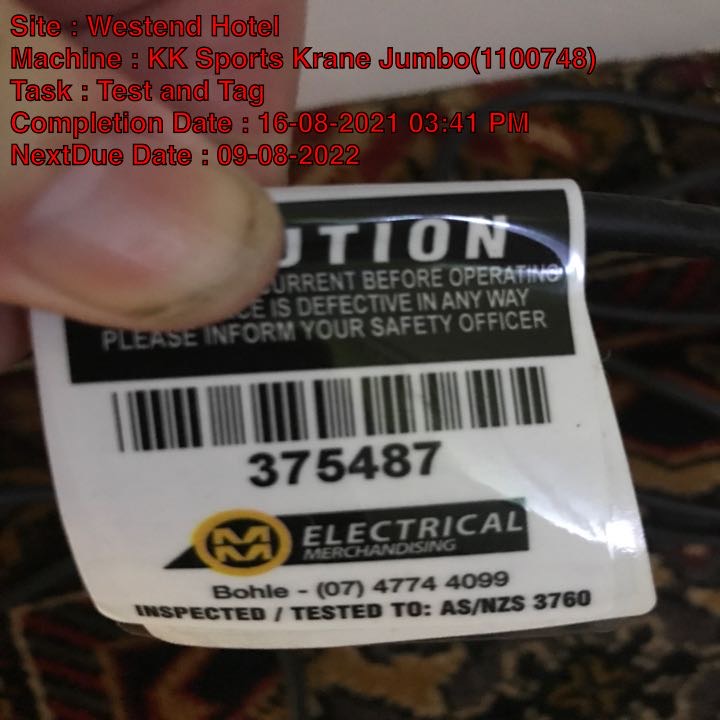 Site : Westend Hotel
Machine : KK Sports Krane Jumbo(1100748)
Task : Test and Tag
Completion Date : 16-08-2021 03:41 PM
NextDue Date : 09-08-2022
UTION
CURRENT BEFORE OPERATING
IS DEFECTIVE IN ANY WAY
PLEASE INFORM YOUR SAFETY OFFICER
375487
MM ELECTRICAL
MERCHANDISING
Bohle - (07) 4774 4099
INSPECTED / TESTED TO: AS/NZS 3760